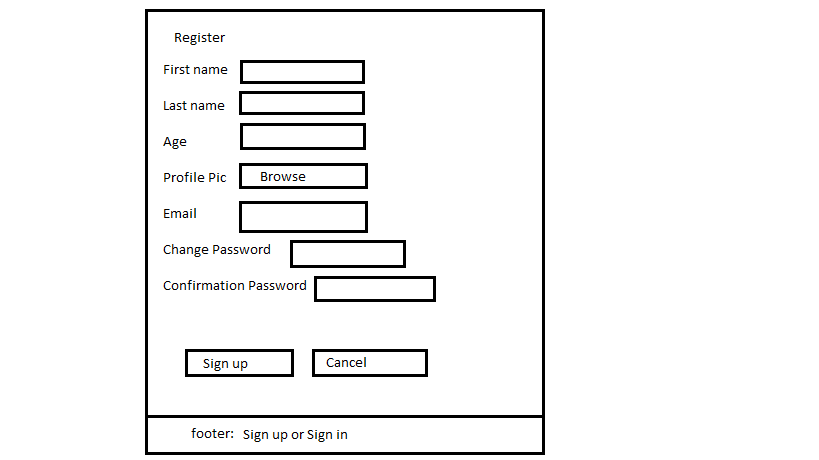 Register
First name
Last name
Age
Profile Pic Browse
Email
Change Password
Confirmation Password
Sign up Cancel
footer: Sign up or Sign in